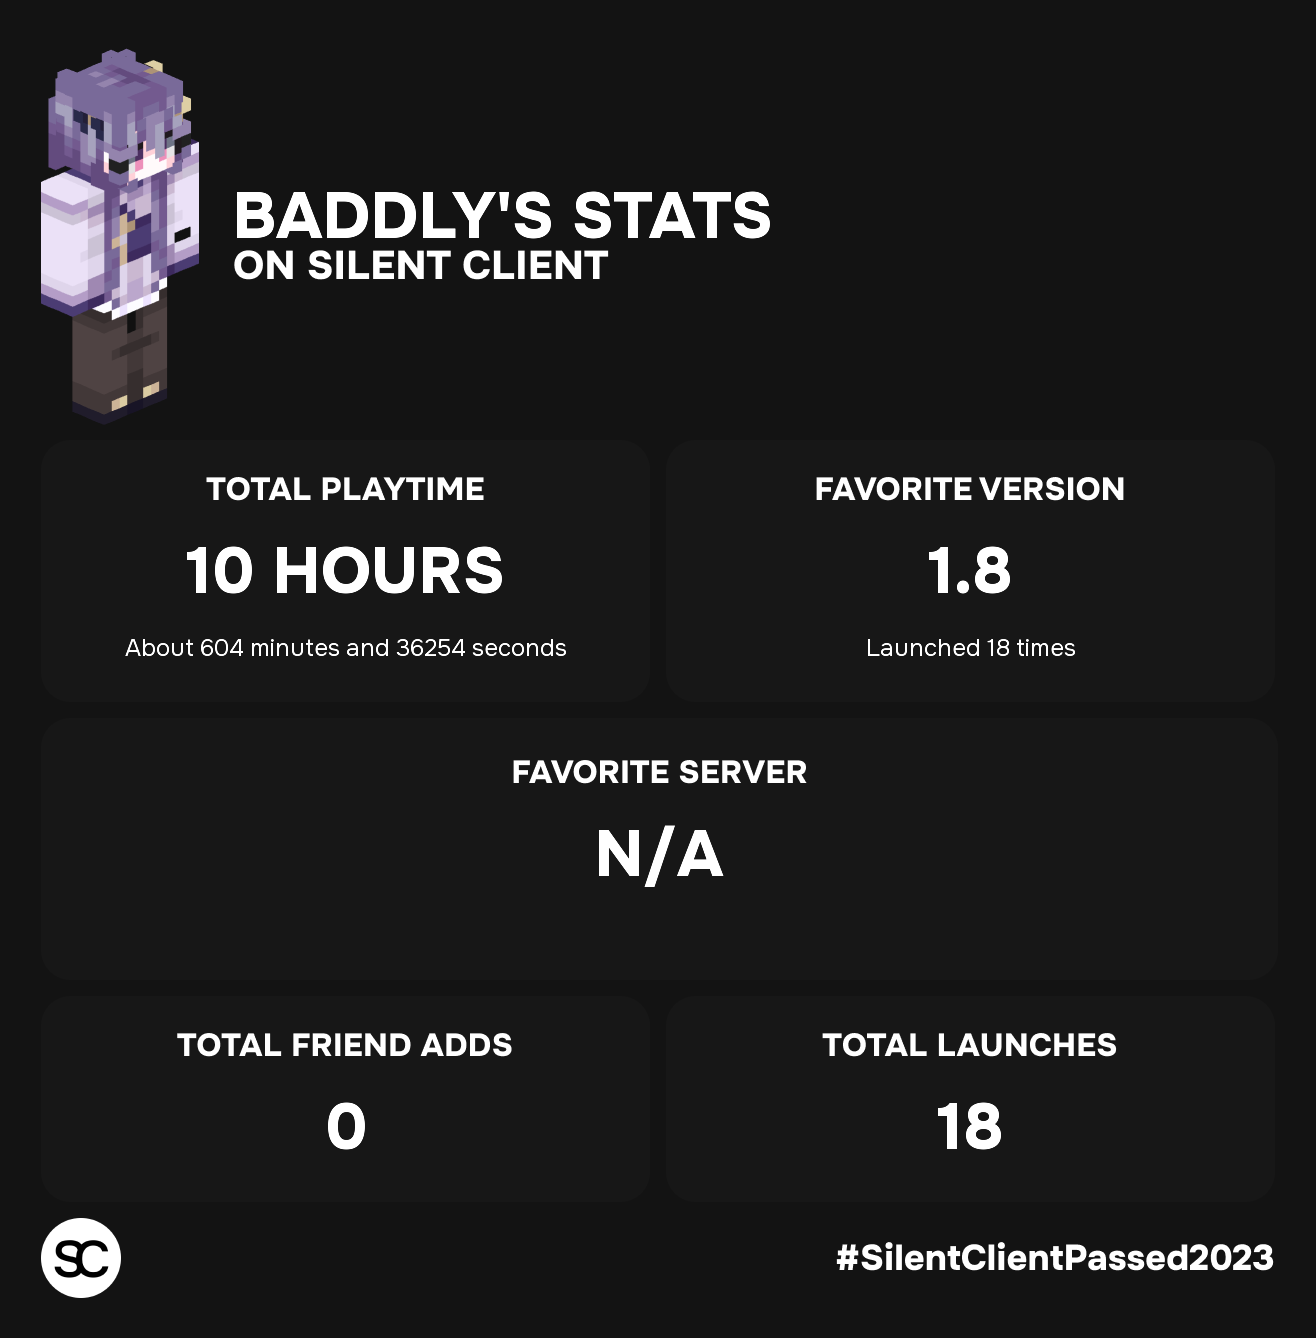 BADDLY'S STATS
ON SILENT CLIENT
TOTAL PLAYTIME
10 HOURS
About 604 minutes and 36254 seconds
FAVORITE VERSION
1.8
Launched 18 times
FAVORITE SERVER
N/A
TOTAL FRIEND ADDS
0
TOTAL LAUNCHES
18
SC
#SilentClientPassed2023